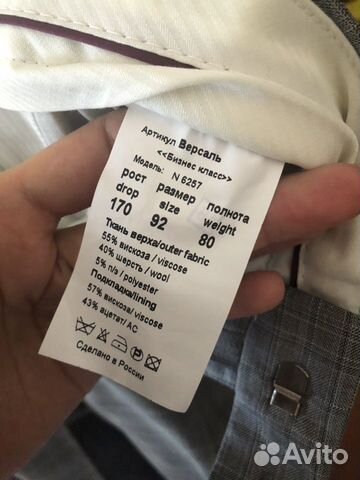 Артикул Версаль
<<Бизнес класс>>
Модель: N 6257
рост размер полнота
drop size weight
170 92 80
Ткань верха/outer fabric
55% вискоза / viscose
40% шерсть / wool
5% п/э / polyester
Подкладка/lining
57% вискоза / viscose
43% ацетат/ АС
Сделано в России
Avito